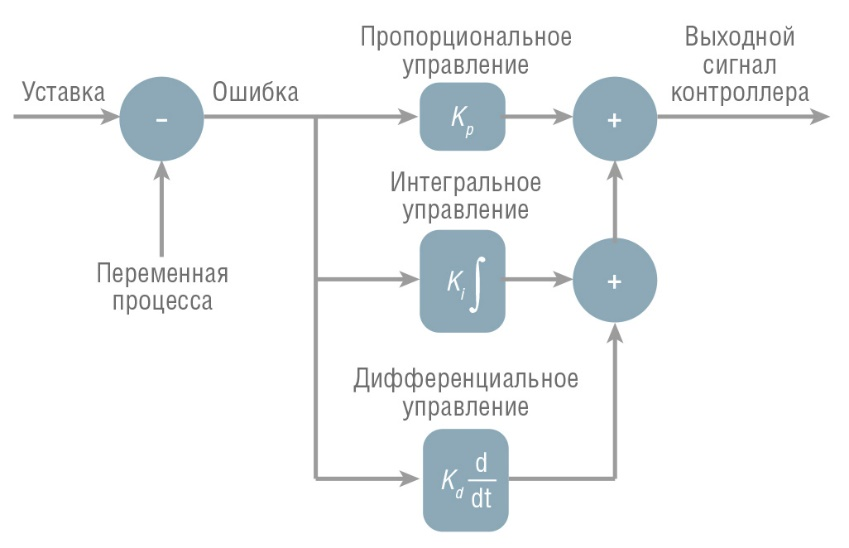 Пропорциональное
управление
Выходной
сигнал
контроллера
Уставка
Ошибка
–
Kp
+
Интегральное
управление
Переменная
процесса
Ki∫
+
Дифференциальное
управление
Kd d/dt